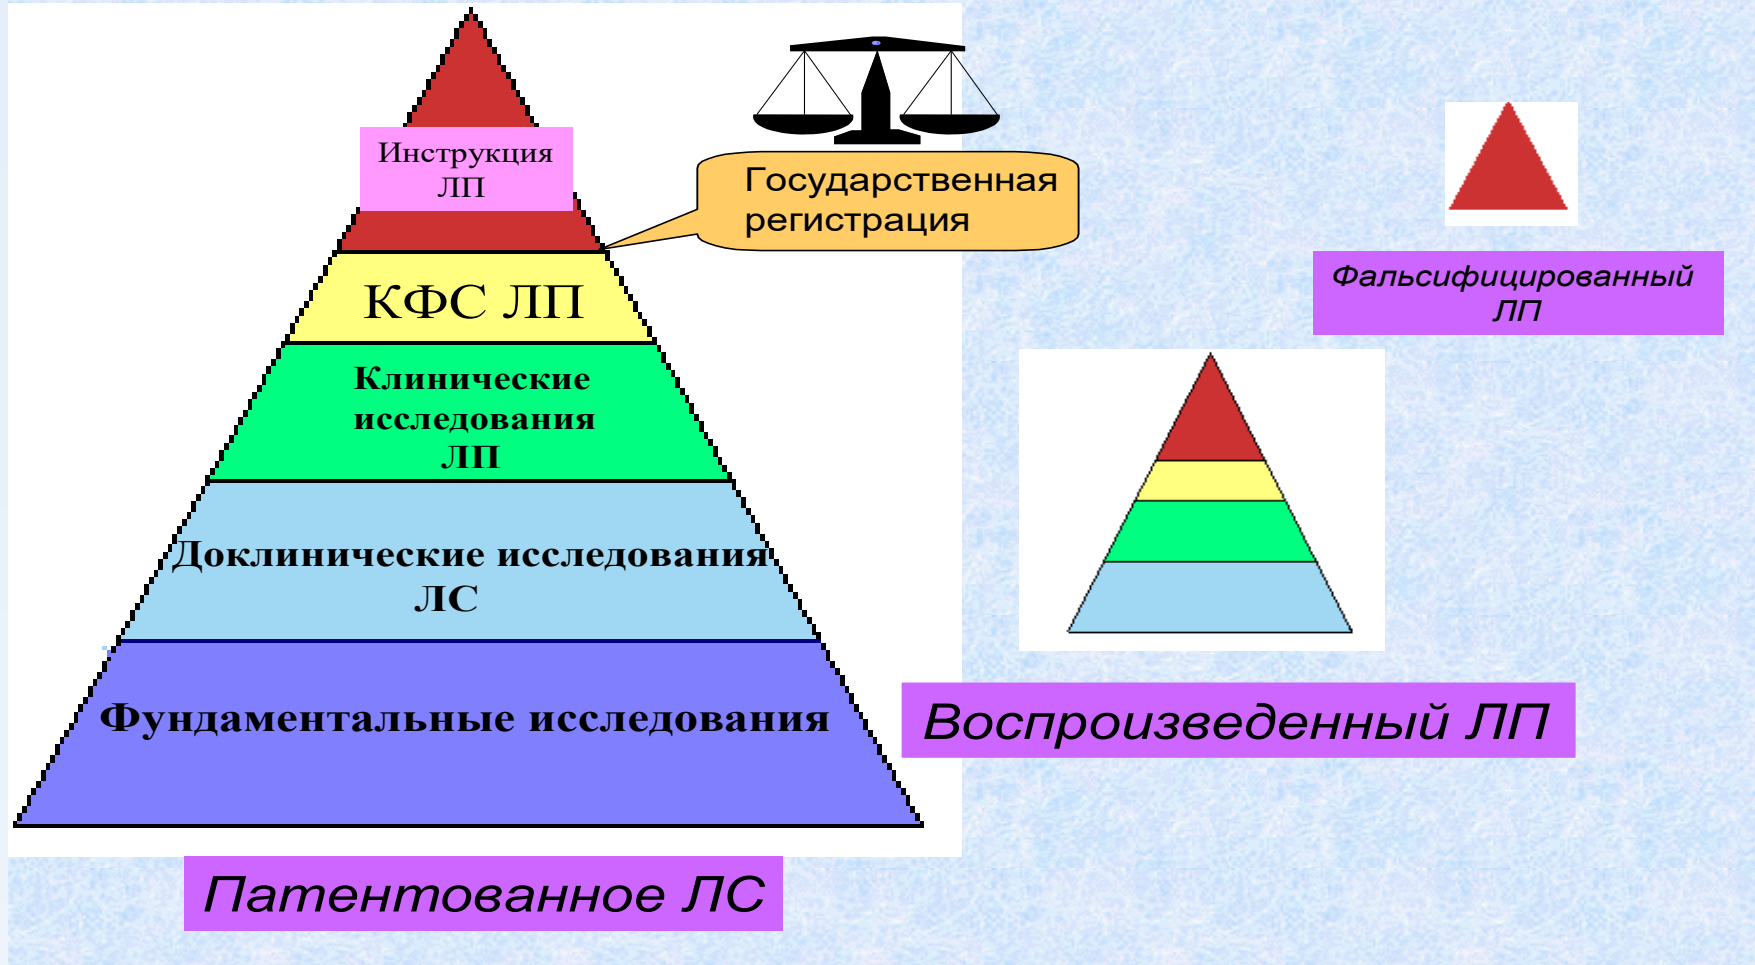 Инструкция
ЛП
Государственная
регистрация
КФС ЛП
Клинические
исследования
ЛП
Доклинические исследования
ЛС
Фундаментальные исследования
Патентованное ЛС
Фальсифицированный
ЛП
Воспроизведенный ЛП